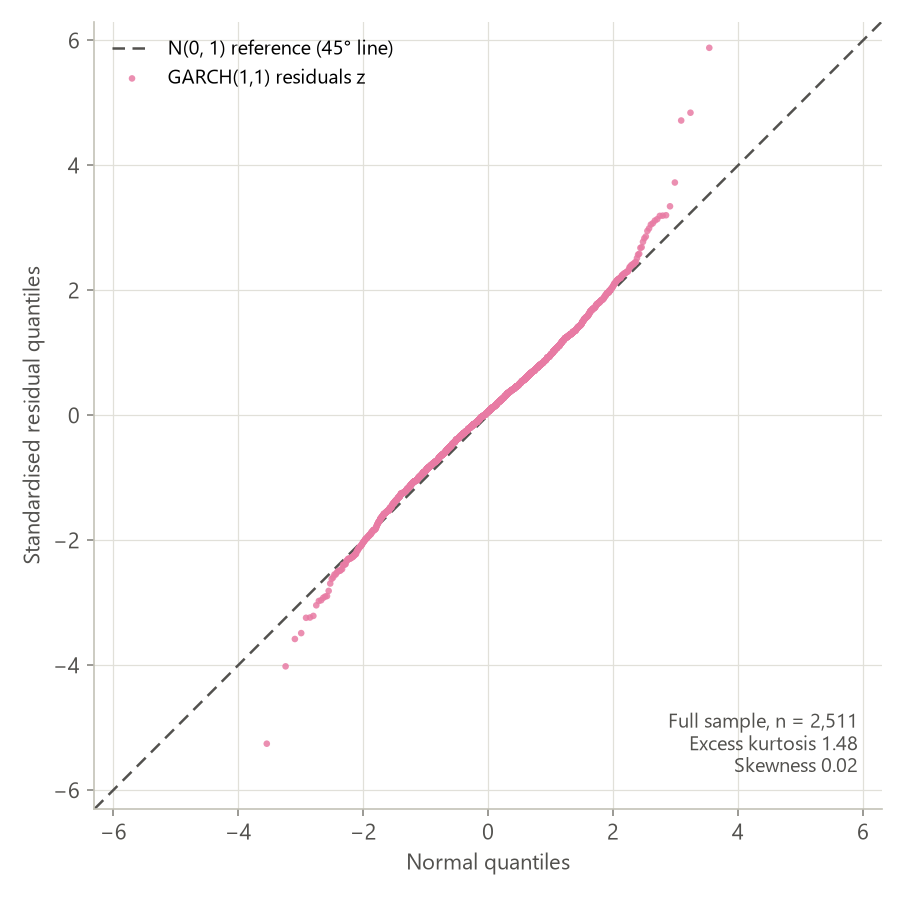 N(0, 1) reference (45° line)
GARCH(1,1) residuals z
Standardised residual quantiles
6
4
2
0
−2
−4
−6
Full sample, n = 2,511
Excess kurtosis 1.48
Skewness 0.02
−6 −4 −2 0 2 4 6
Normal quantiles